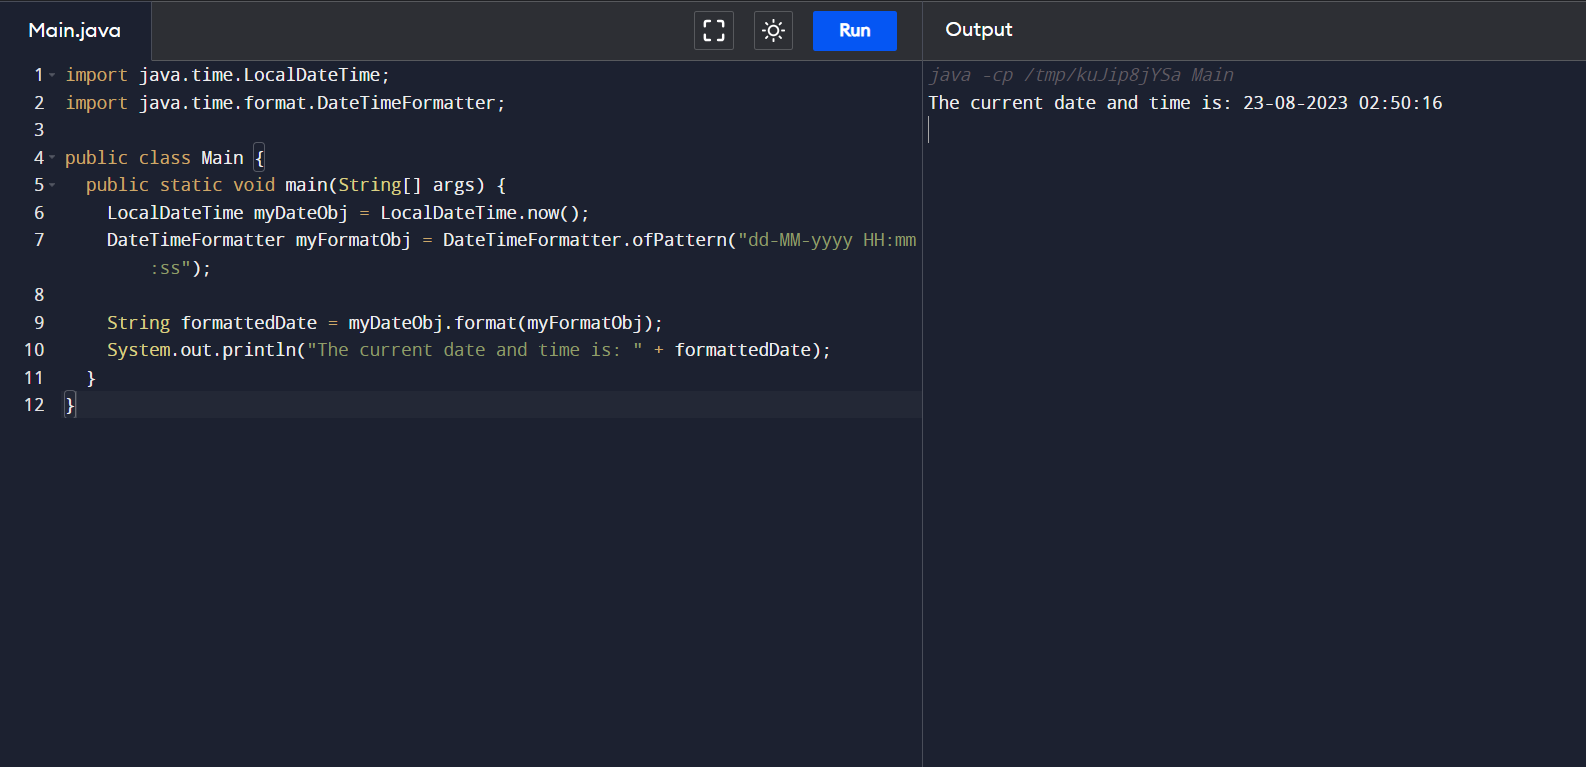 Main.java
Run
Output
1 import java.time.LocalDateTime;
2 import java.time.format.DateTimeFormatter;
3
4 public class Main {
5 public static void main(String[] args) {
6 LocalDateTime myDateObj = LocalDateTime.now();
7 DateTimeFormatter myFormatObj = DateTimeFormatter.ofPattern("dd-MM-yyyy HH:mm
:ss");
8
9 String formattedDate = myDateObj.format(myFormatObj);
10 System.out.println("The current date and time is: " + formattedDate);
11 }
12 }
java -cp /tmp/kuJip8jYSa Main
The current date and time is: 23-08-2023 02:50:16